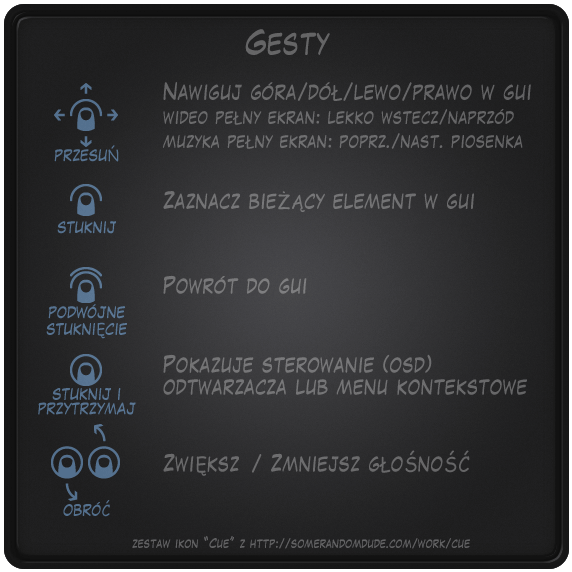 Gesty
Nawiguj góra/dół/lewo/prawo w gui
wideo pełny ekran: lekko wstecz/naprzód
muzyka pełny ekran: poprz./nast. piosenka
przesuń
Zaznacz bieżący element w gui
stuknij
Powrót do gui
podwójne
stuknięcie
Pokazuje sterowanie (osd)
odtwarzacza lub menu kontekstowe
stuknij i
przytrzymaj
Zwiększ / Zmniejsz głośność
obróć
zestaw ikon "Cue" z http://somerandomdude.com/work/cue